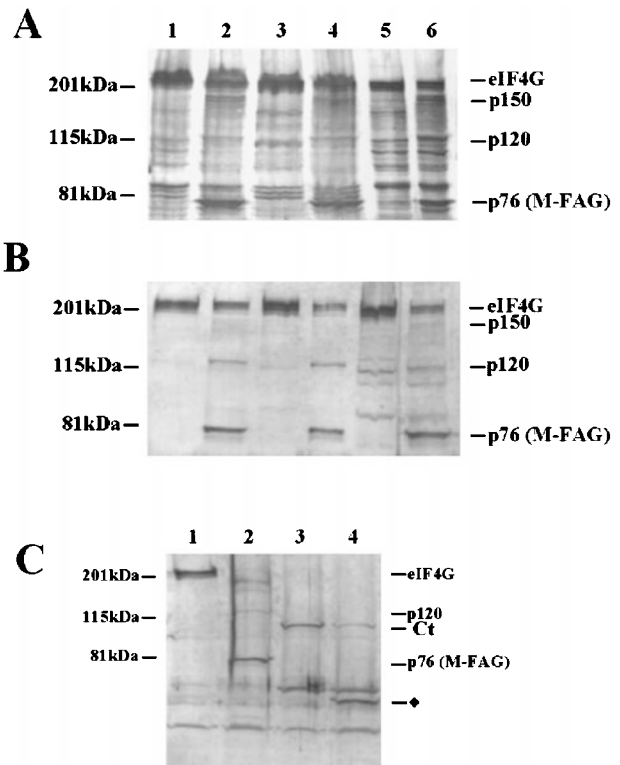 A
1 2 3 4 5 6
201kDa
115kDa
81kDa
eIF4G
p150
p120
p76 (M-FAG)
B
201kDa
115kDa
81kDa
eIF4G
p150
p120
p76 (M-FAG)
C
1 2 3 4
201kDa
115kDa
81kDa
eIF4G
p120
Ct
p76 (M-FAG)